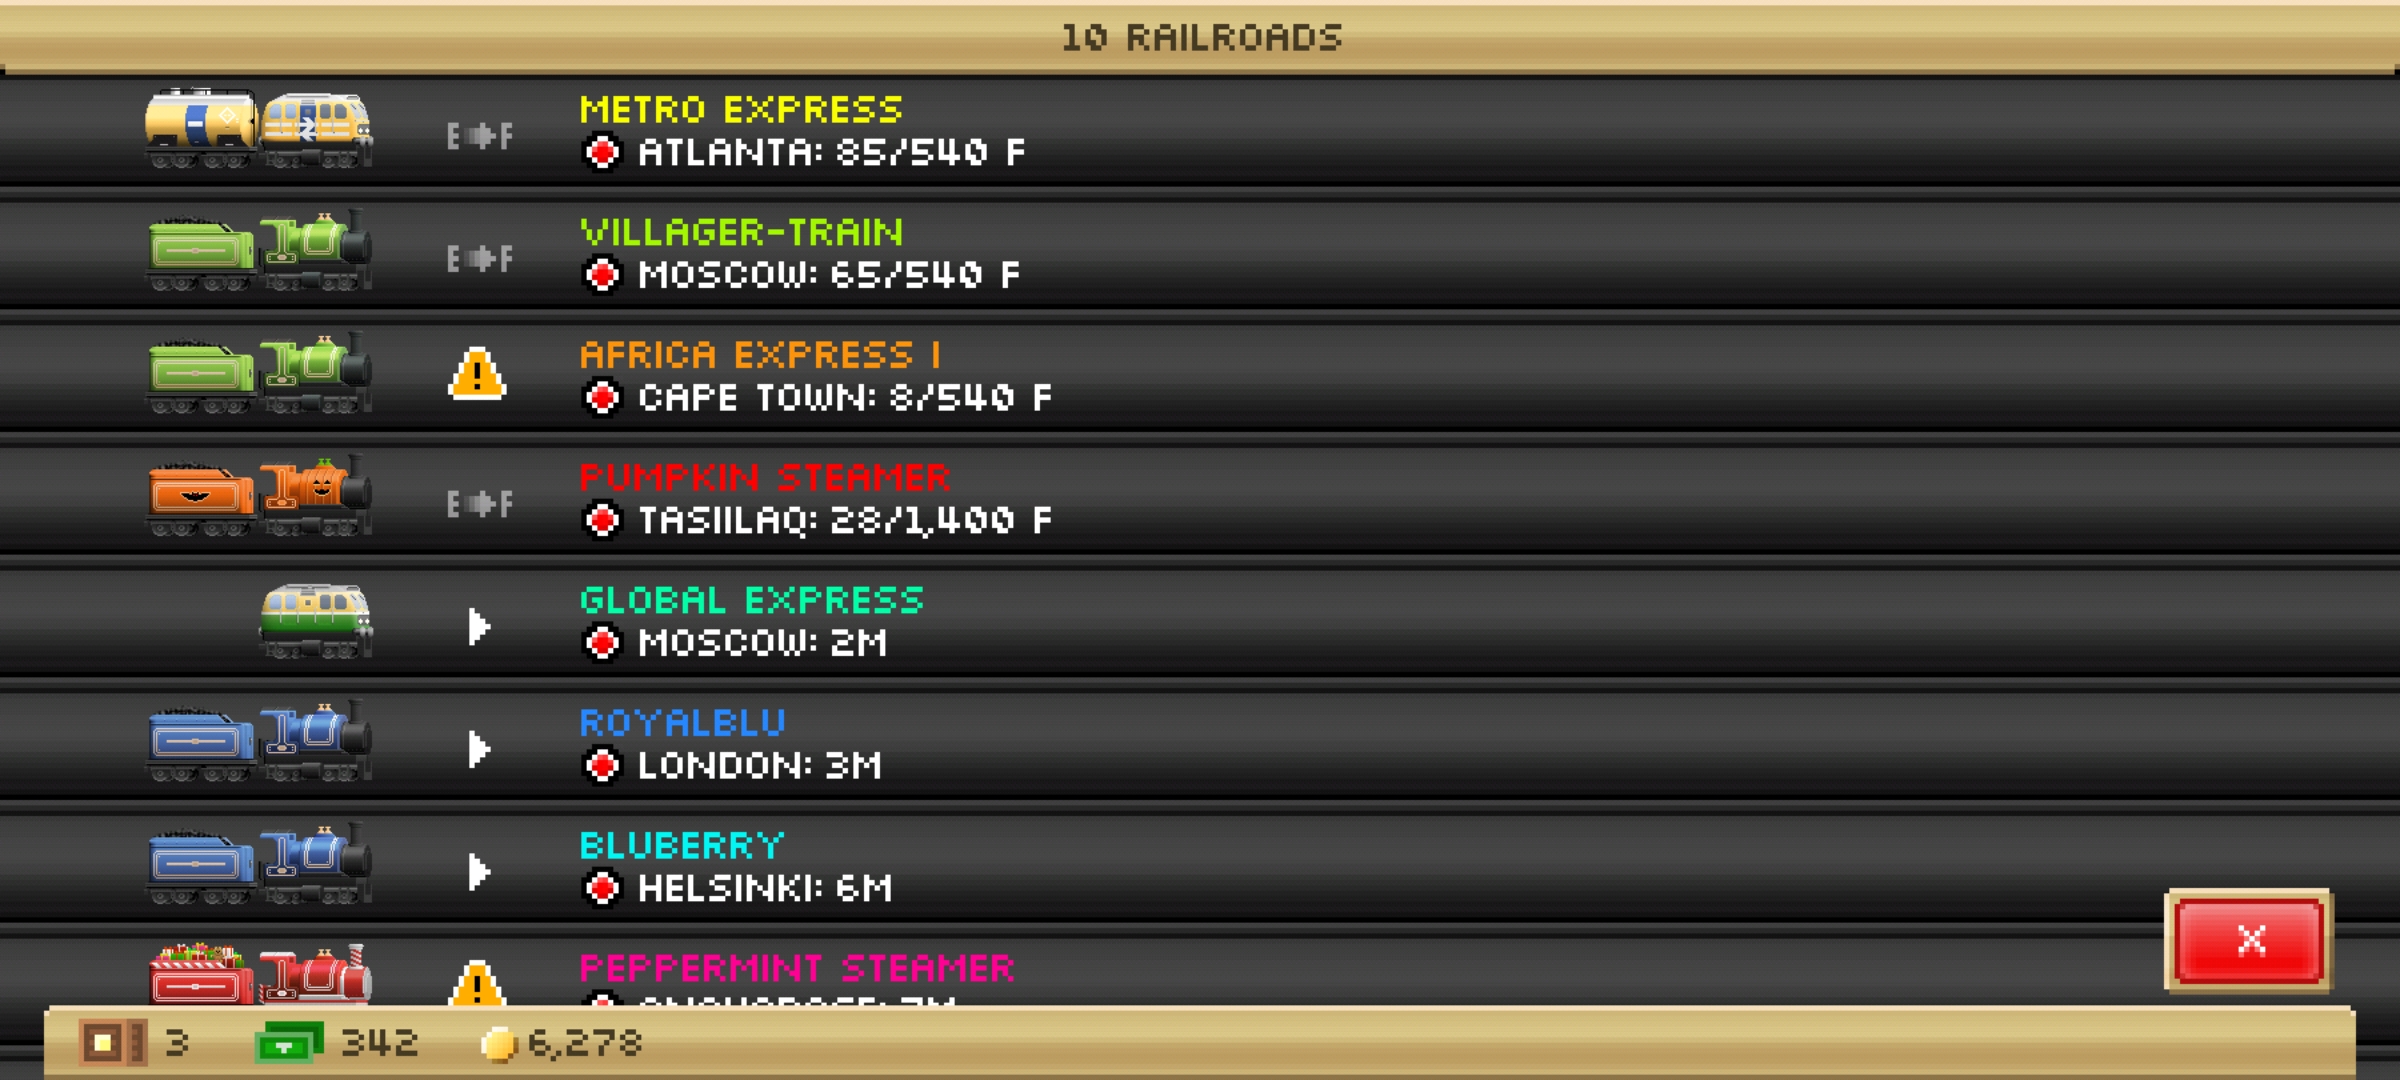 10 RAILROADS
METRO EXPRESS
E F
ATLANTA: 85/540 F
VILLAGER-TRAIN
E F
MOSCOW: 65/540 F
AFRICA EXPRESS I
!
CAPE TOWN: 8/540 F
PUMPKIN STEAMER
E F
TASIILAQ: 28/1,400 F
GLOBAL EXPRESS
MOSCOW: 2M
ROYALBLU
LONDON: 3M
BLUBERRY
HELSINKI: 6M
PEPPERMINT STEAMER
!
X
3 342 6,278